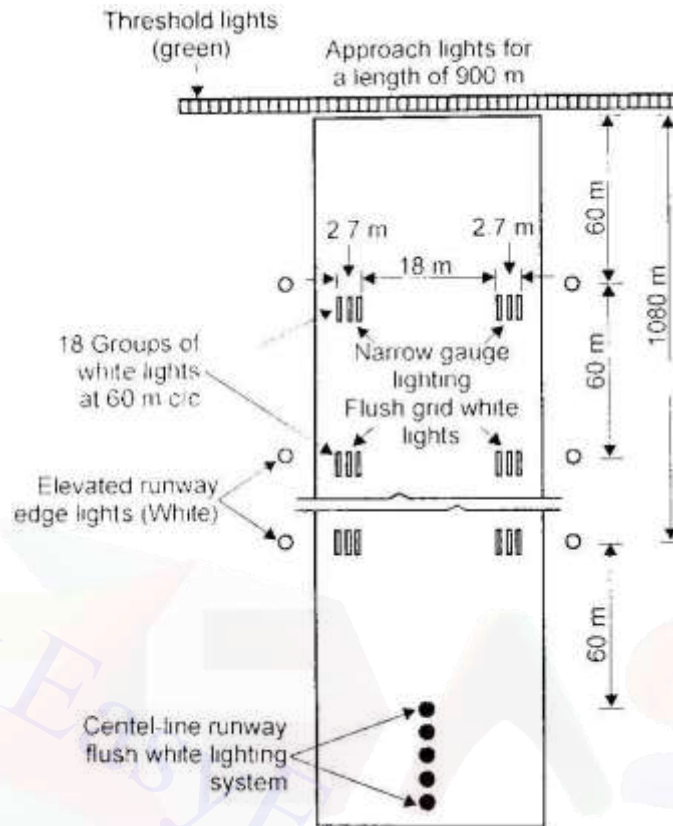 Threshold lights
(green)
Approach lights for
a length of 900 m
60 m
2 7 m
2.7 m
18 m
1080 m
18 Groups of
white lights
at 60 m c/c
Narrow gauge
lighting
60 m
Flush grid white
lights
Elevated runway
edge lights (White)
60 m
Centel-line runway
flush white lighting
system